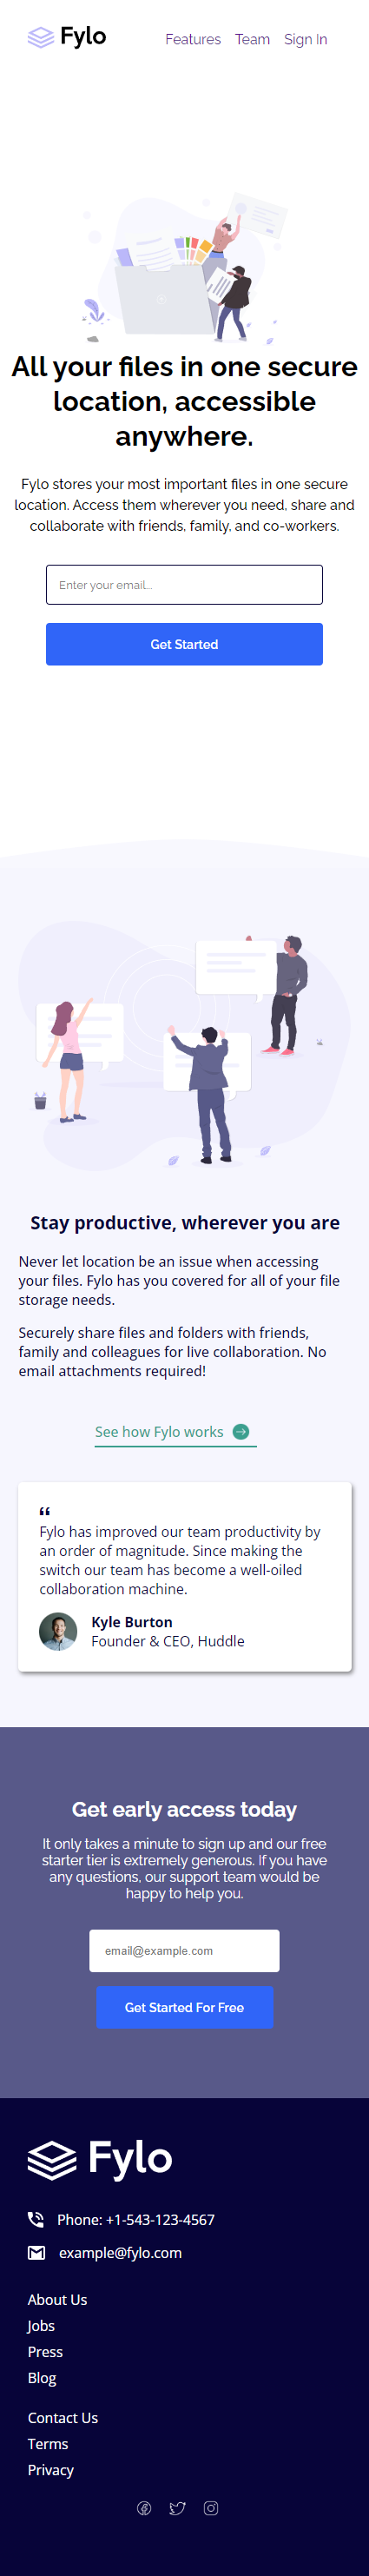 Fylo
Features Team Sign In
All your files in one secure
location, accessible
anywhere.
Fylo stores your most important files in one secure
location. Access them wherever you need, share and
collaborate with friends, family, and co-workers.
Enter your email...
Get Started
Stay productive, wherever you are
Never let location be an issue when accessing
your files. Fylo has you covered for all of your file
storage needs.
Securely share files and folders with friends,
family and colleagues for live collaboration. No
email attachments required!
See how Fylo works
“
Fylo has improved our team productivity by
an order of magnitude. Since making the
switch our team has become a well-oiled
collaboration machine.
Kyle Burton
Founder & CEO, Huddle
Get early access today
It only takes a minute to sign up and our free
starter tier is extremely generous. If you have
any questions, our support team would be
happy to help you.
email@example.com
Get Started For Free
Fylo
Phone: +1-543-123-4567
example@fylo.com
About Us
Jobs
Press
Blog
Contact Us
Terms
Privacy